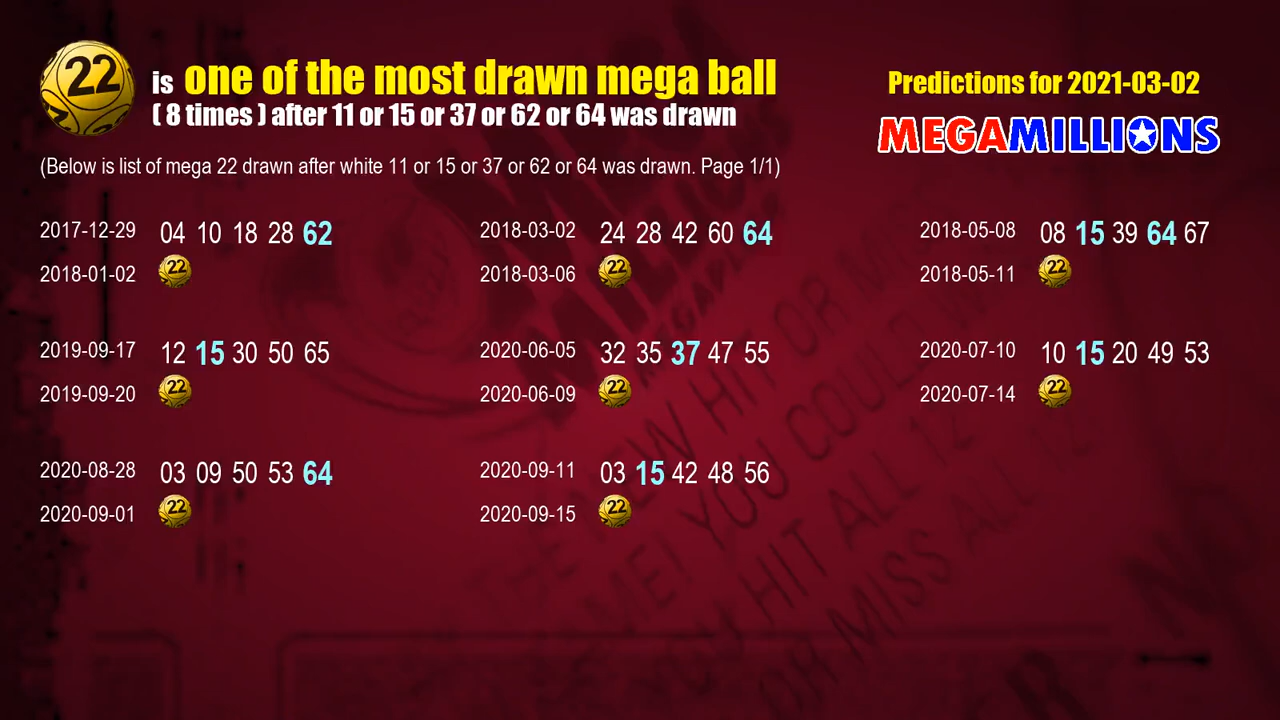 22 is one of the most drawn mega ball
( 8 times ) after 11 or 15 or 37 or 62 or 64 was drawn
Predictions for 2021-03-02
MEGAMILLIONS
(Below is list of mega 22 drawn after white 11 or 15 or 37 or 62 or 64 was drawn. Page 1/1)
2017-12-29 04 10 18 28 62
2018-01-02 22
2018-03-02 24 28 42 60 64
2018-03-06 22
2018-05-08 08 15 39 64 67
2018-05-11 22
2019-09-17 12 15 30 50 65
2019-09-20 22
2020-06-05 32 35 37 47 55
2020-06-09 22
2020-07-10 10 15 20 49 53
2020-07-14 22
2020-08-28 03 09 50 53 64
2020-09-01 22
2020-09-11 03 15 42 48 56
2020-09-15 22